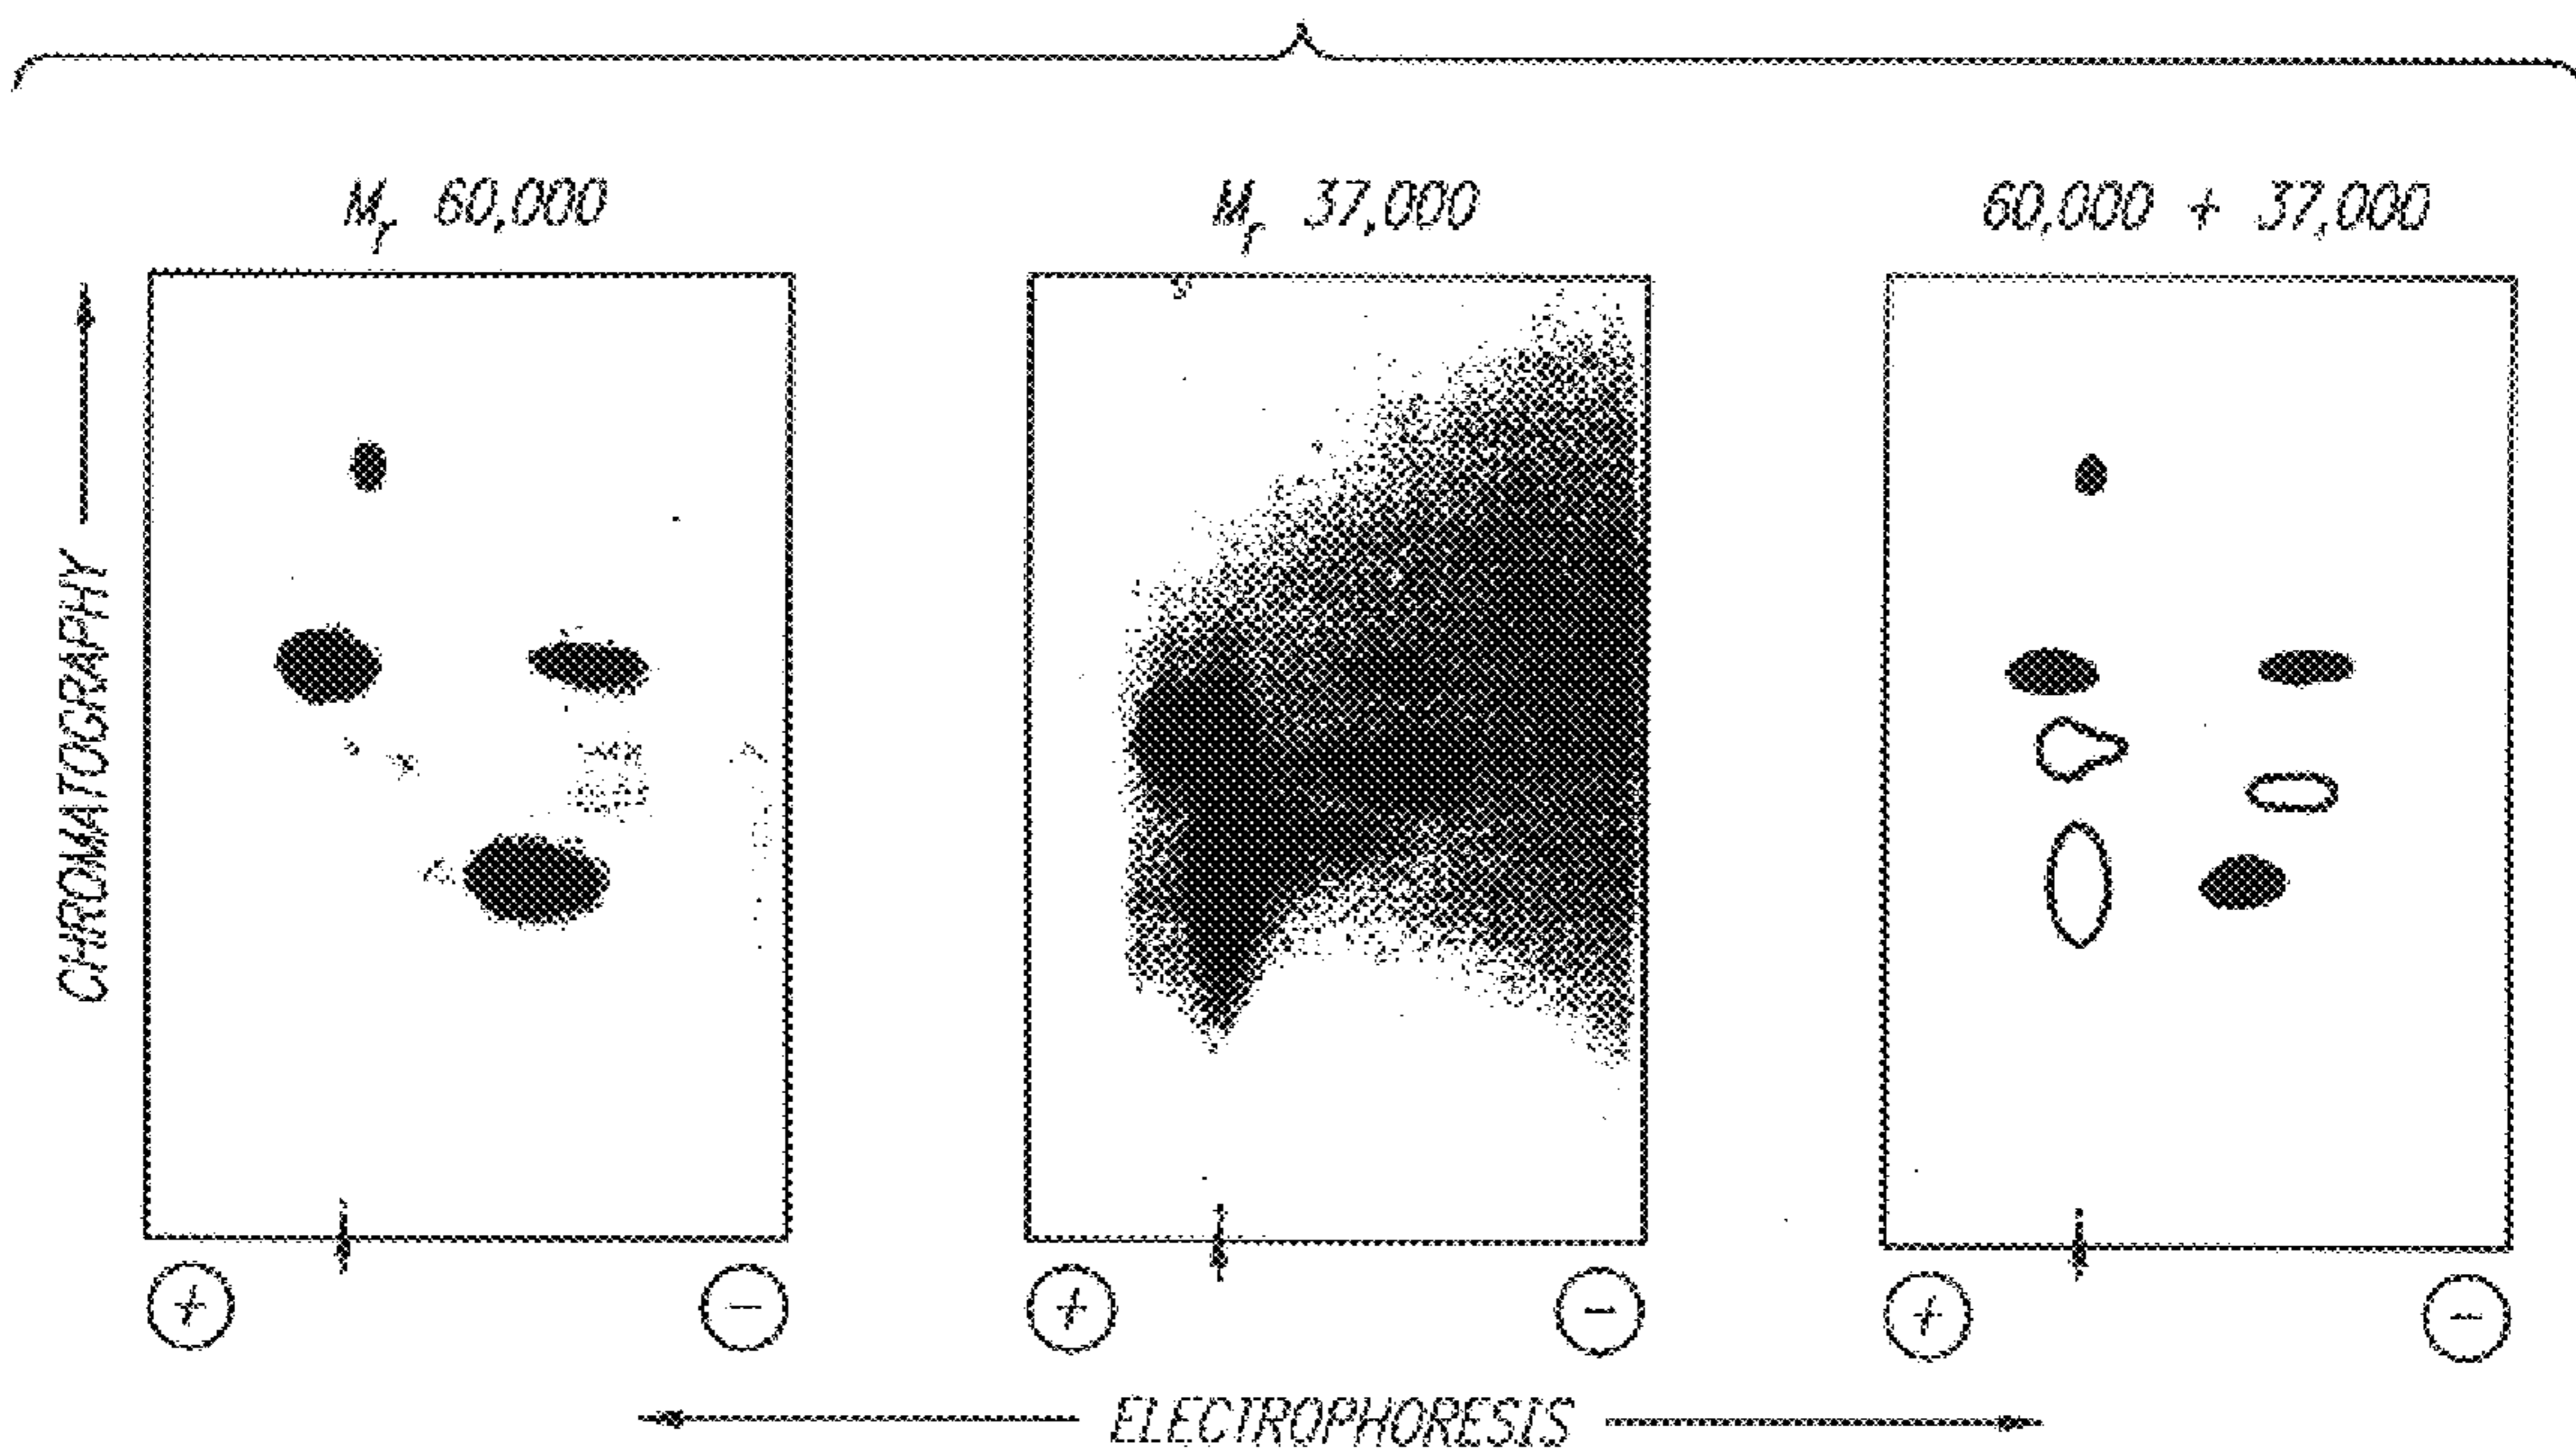 Mr 60,000
Mr 37,000
60,000 + 37,000
CHROMATOGRAPHY
+ − + − + −
ELECTROPHORESIS